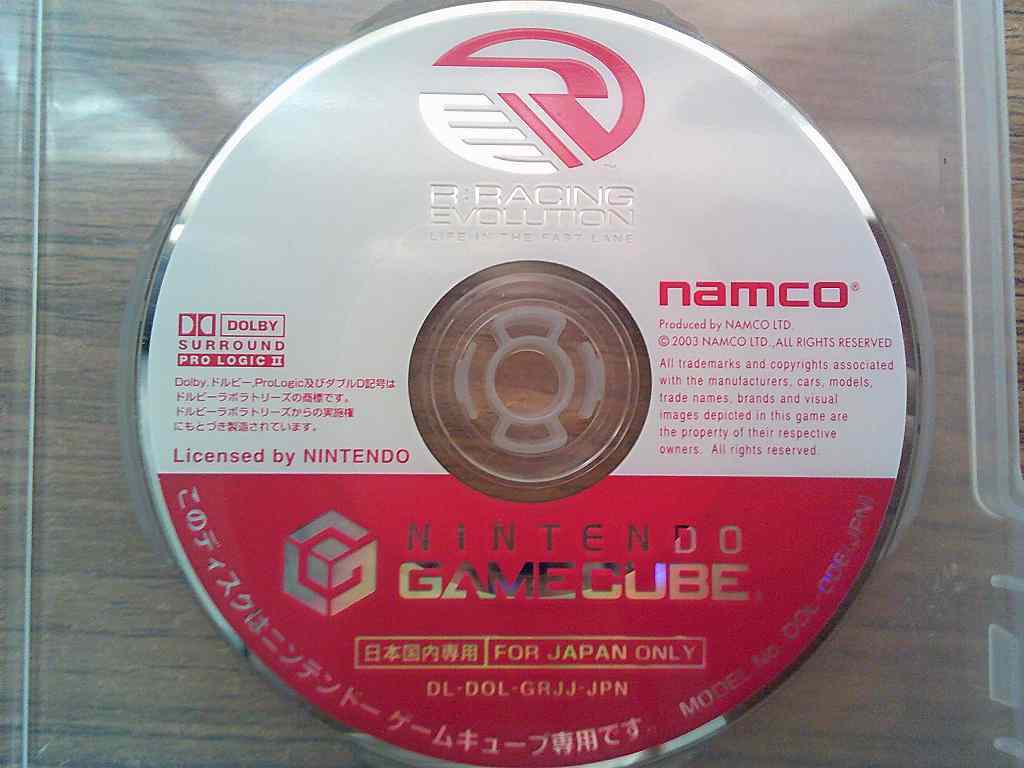 R:RACING
EVOLUTION
LIFE IN THE FAST LANE
namco®
Produced by NAMCO LTD.
© 2003 NAMCO LTD.,ALL RIGHTS RESERVED
All trademarks and copyrights associated
with the manufacturers, cars, models,
trade names, brands and visual
images depicted in this game are
the property of their respective
owners. All rights reserved.
DOLBY
SURROUND
PRO LOGIC II
Dolby,ドルビー,ProLogic及びダブルD記号は
ドルビーラボラトリーズの商標です。
ドルビーラボラトリーズからの実施権
にもとづき製造されています。
Licensed by NINTENDO
NINTENDO
GAMECUBE
日本国内専用 FOR JAPAN ONLY
DL-DOL-GRJJ-JPN
このディスクはニンテンドー ゲームキューブ専用です。
MODEL No. DOL-006(JPN)